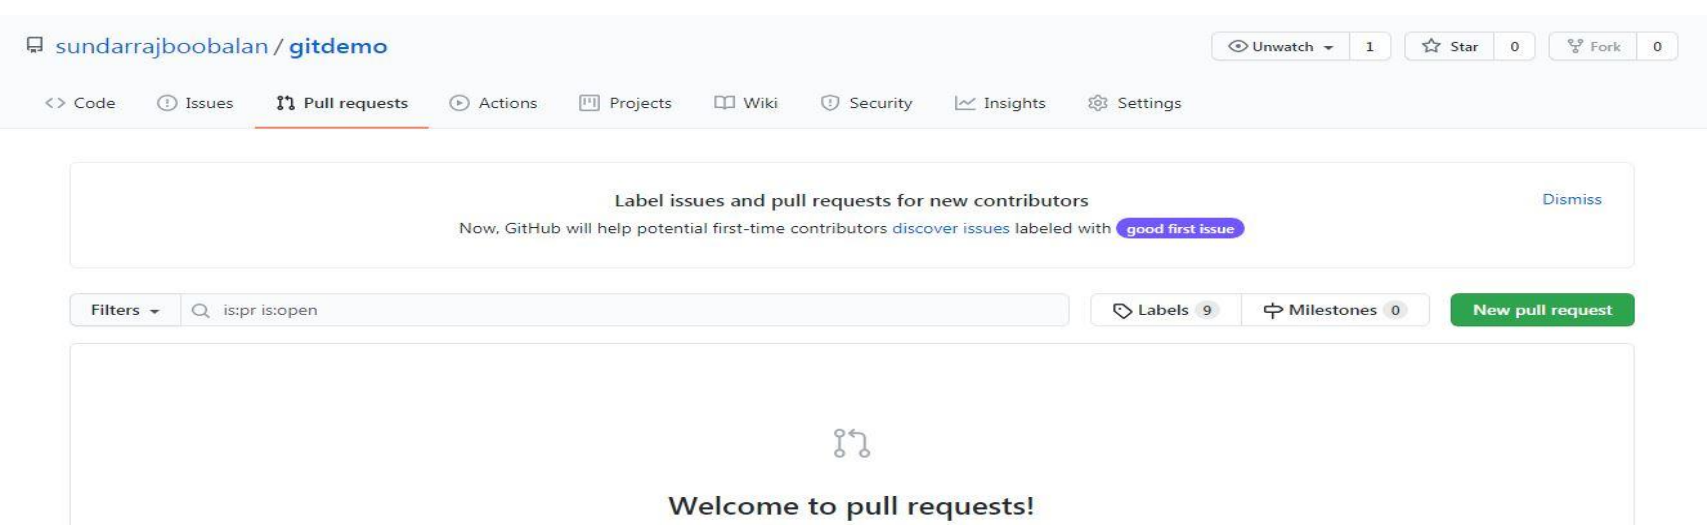 sundarrajboobalan / gitdemo
Unwatch 1 Star 0 Fork 0
Code Issues Pull requests Actions Projects Wiki Security Insights Settings
Label issues and pull requests for new contributors
Dismiss
Now, GitHub will help potential first-time contributors discover issues labeled with good first issue
Filters is:pr is:open Labels 9 Milestones 0 New pull request
Welcome to pull requests!